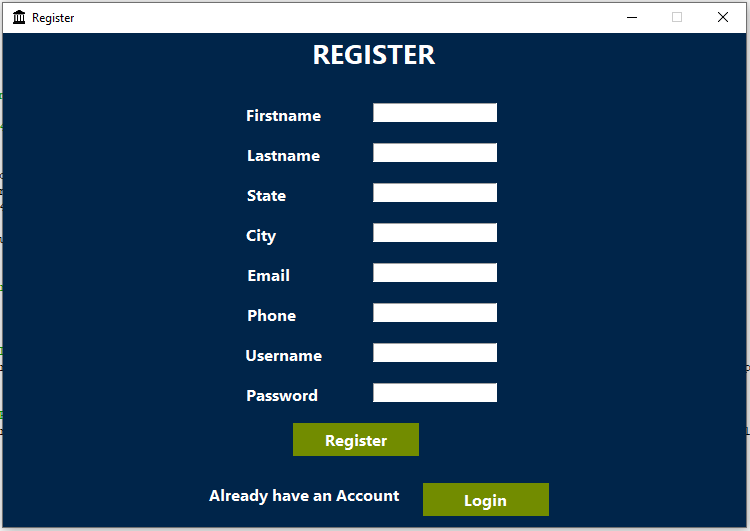 Register
REGISTER
Firstname
Lastname
State
City
Email
Phone
Username
Password
Register
Already have an Account
Login